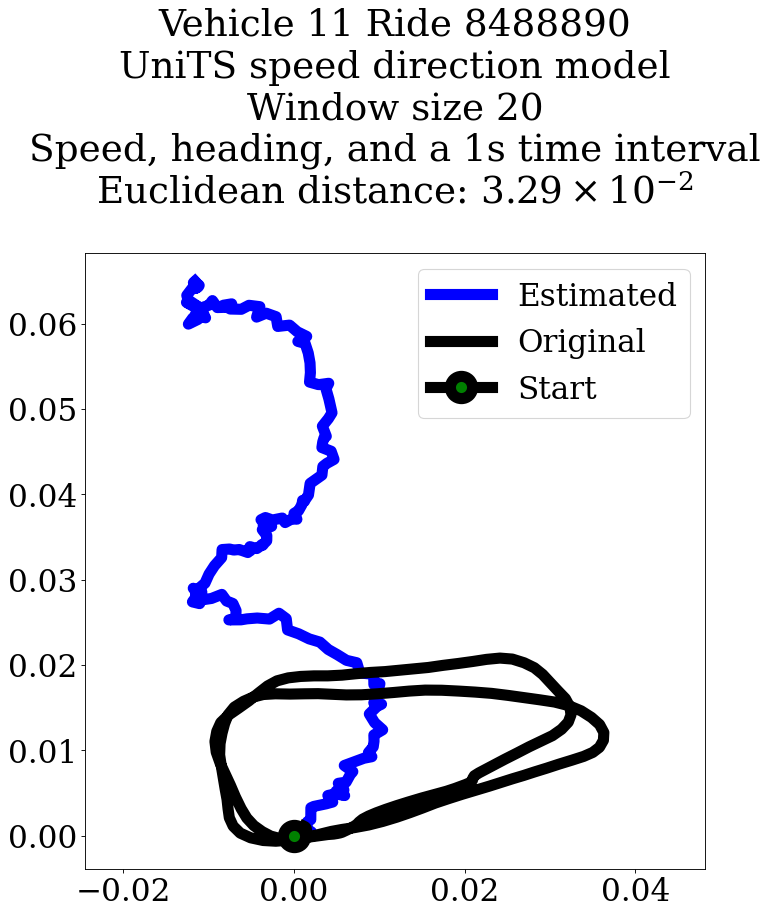 Vehicle 11 Ride 8488890
UniTS speed direction model
Window size 20
Speed, heading, and a 1s time interval
Euclidean distance: 3.29 × 10⁻²
Estimated
Original
Start
0.06
0.05
0.04
0.03
0.02
0.01
0.00
−0.02 0.00 0.02 0.04